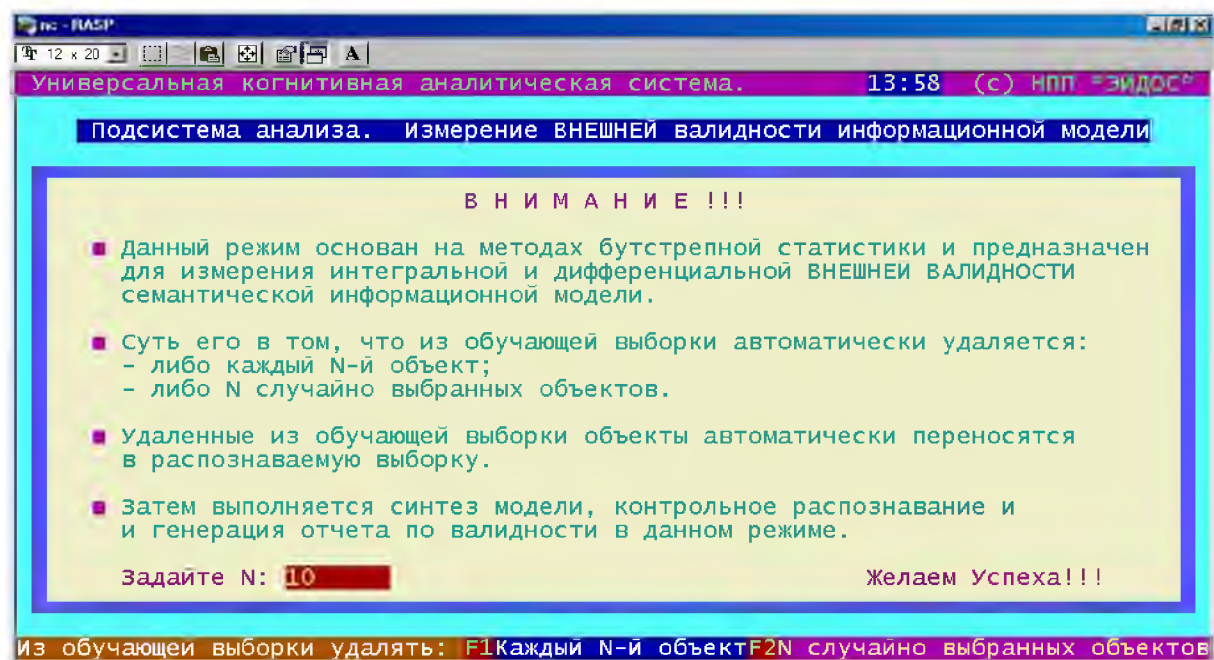 nc - RASP
12 x 20
A
Универсальная когнитивная аналитическая система. 13:58 (с) НПП "ЭЙДОС"
Подсистема анализа. Измерение ВНЕШНЕЙ валидности информационной модели
В Н И М А Н И Е !!!
Данный режим основан на методах бутстрепной статистики и предназначен
для измерения интегральной и дифференциальной ВНЕШНЕЙ ВАЛИДНОСТИ
семантической информационной модели.
Суть его в том, что из обучающей выборки автоматически удаляется:
- либо каждый N-й объект;
- либо N случайно выбранных объектов.
Удаленные из обучающей выборки объекты автоматически переносятся
в распознаваемую выборку.
Затем выполняется синтез модели, контрольное распознавание и
и генерация отчета по валидности в данном режиме.
Задайте N: 10 Желаем Успеха!!!
Из обучающей выборки удалять: F1Каждый N-й объектF2N случайно выбранных объектов